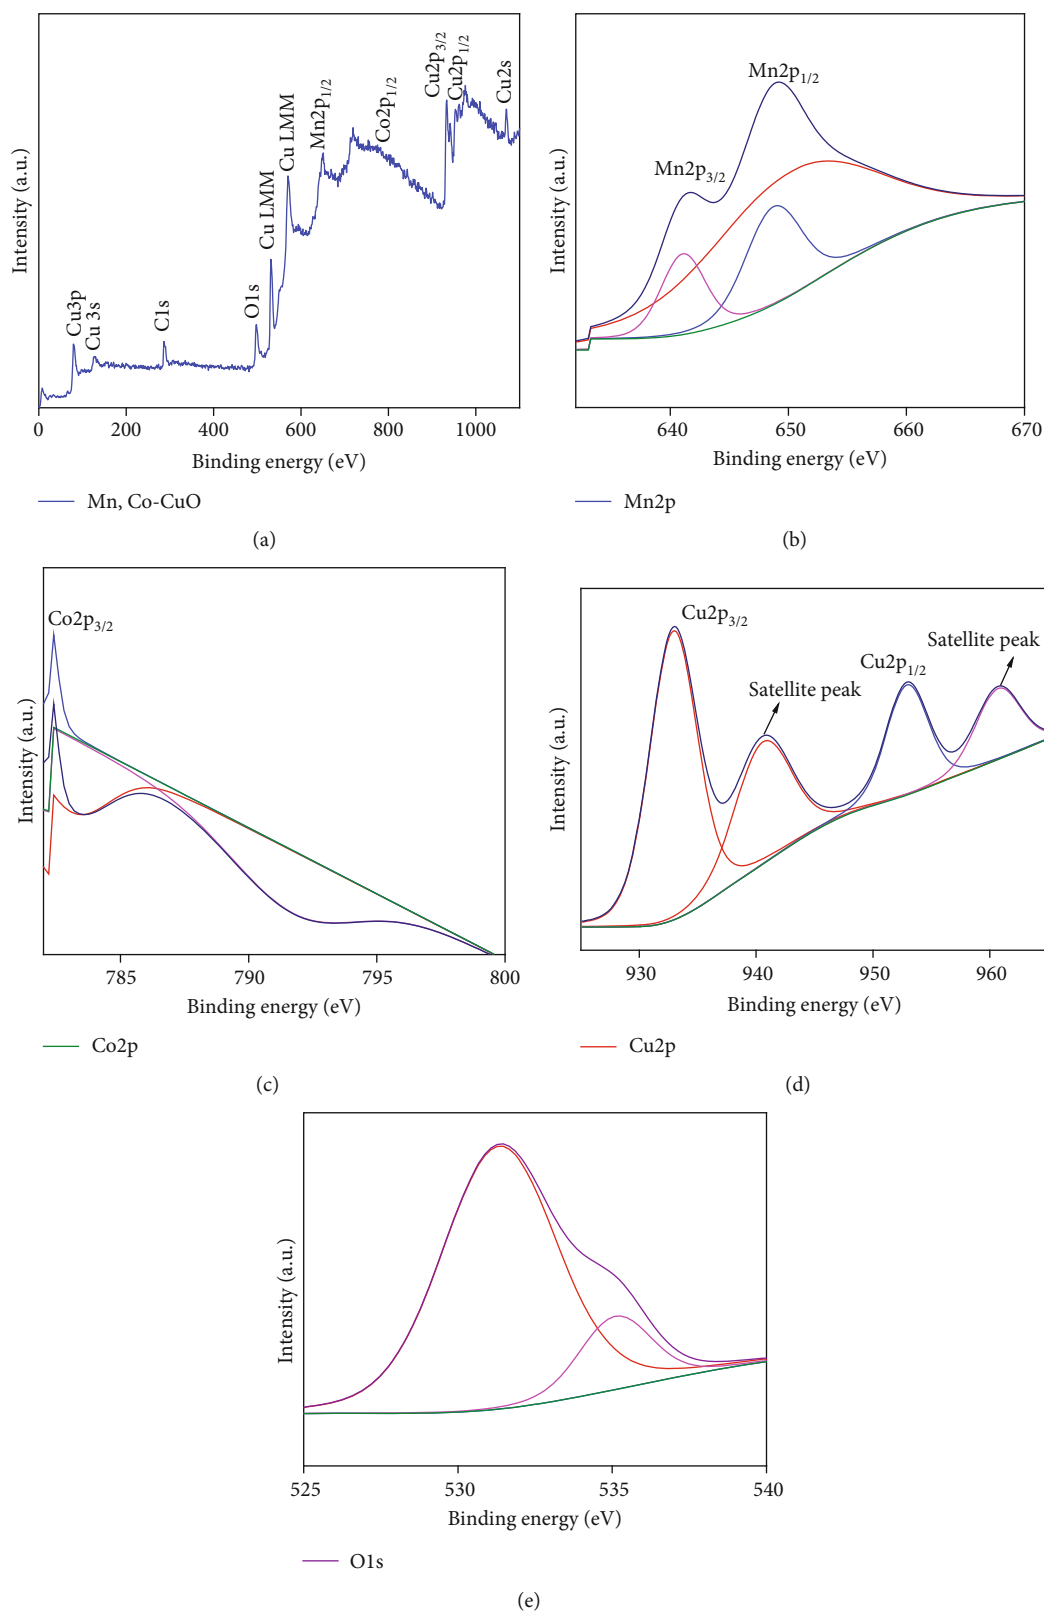 Intensity (a.u.)
Cu3p
Cu 3s
C1s
O1s
Cu LMM
Cu LMM
Mn2p1/2
Co2p1/2
Cu2p3/2
Cu2p1/2
Cu2s
0 200 400 600 800 1000
Binding energy (eV)
Mn, Co-CuO
(a)
Intensity (a.u.)
Mn2p3/2
Mn2p1/2
640 650 660 670
Binding energy (eV)
Mn2p
(b)
Intensity (a.u.)
Co2p3/2
785 790 795 800
Binding energy (eV)
Co2p
(c)
Intensity (a.u.)
Cu2p3/2
Satellite peak
Cu2p1/2
Satellite peak
930 940 950 960
Binding energy (eV)
Cu2p
(d)
Intensity (a.u.)
525 530 535 540
Binding energy (eV)
O1s
(e)